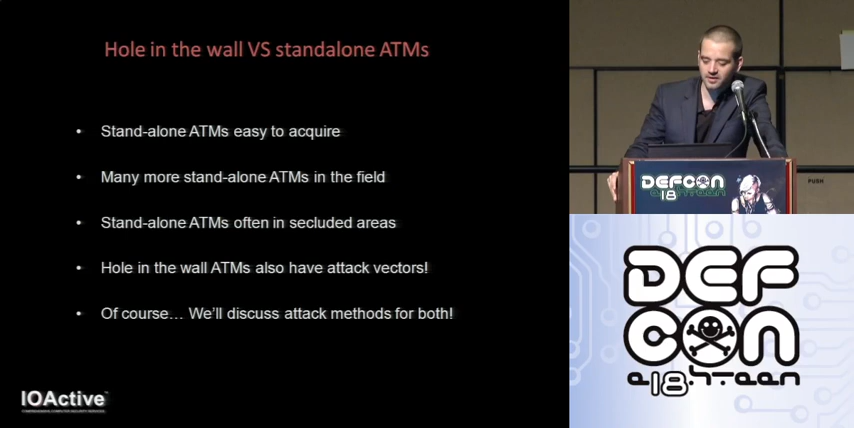 Hole in the wall VS standalone ATMs
• Stand-alone ATMs easy to acquire
• Many more stand-alone ATMs in the field
• Stand-alone ATMs often in secluded areas
• Hole in the wall ATMs also have attack vectors!
• Of course… We'll discuss attack methods for both!
IOActive
DEFCON
18
PUSH
DEF
CON
18